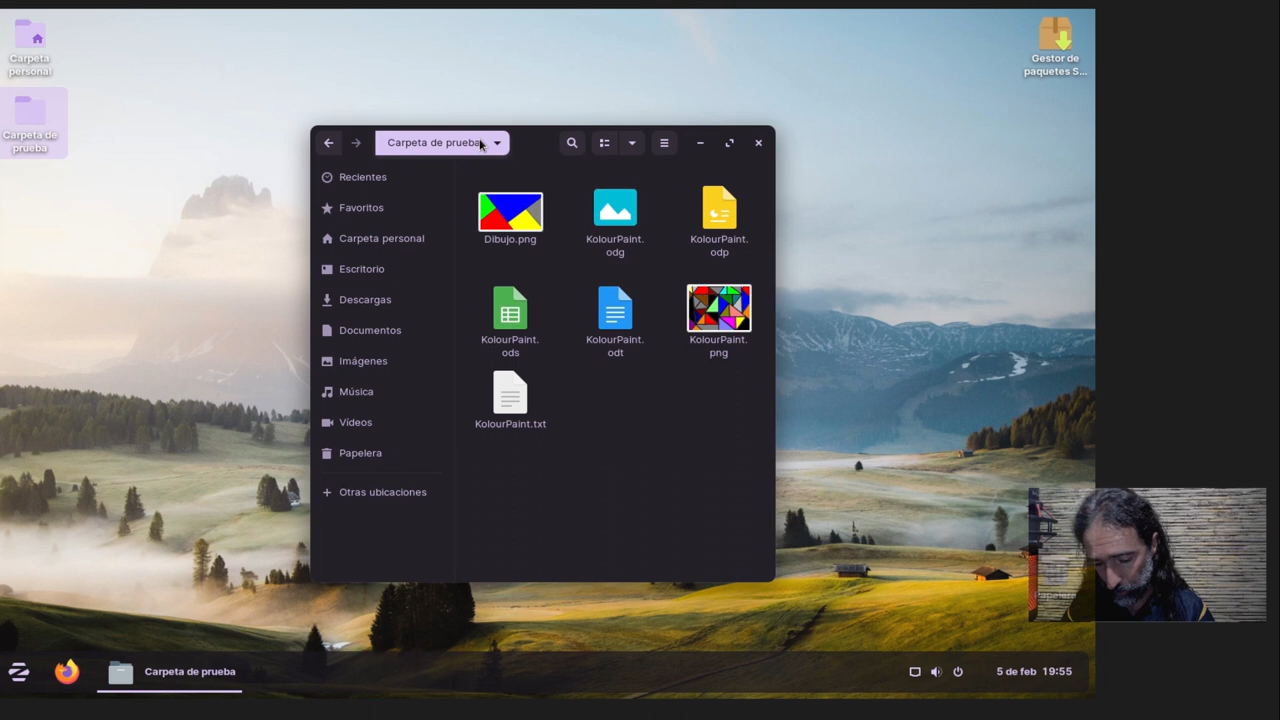 Carpeta
personal
Carpeta de
prueba
Gestor de
paquetes S...
Carpeta de prueba
Recientes
Favoritos
Carpeta personal
Escritorio
Descargas
Documentos
Imágenes
Música
Vídeos
Papelera
Otras ubicaciones
Dibujo.png
KolourPaint.
odg
KolourPaint.
odp
KolourPaint.
ods
KolourPaint.
odt
KolourPaint.
png
KolourPaint.txt
Papelera
Carpeta de prueba
5 de feb 19:55